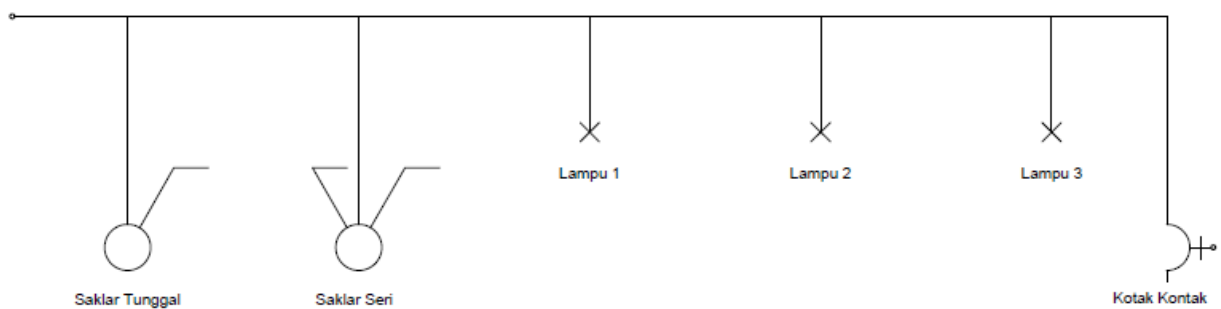 Lampu 1
Lampu 2
Lampu 3
Saklar Tunggal
Saklar Seri
Kotak Kontak